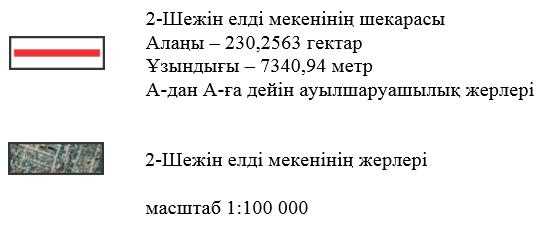 2-Шежін елді мекенінің шекарасы
Алаңы – 230,2563 гектар
Ұзындығы – 7340,94 метр
А-дан А-ға дейін ауылшаруашылық жерлері
2-Шежін елді мекенінің жерлері
масштаб 1:100 000